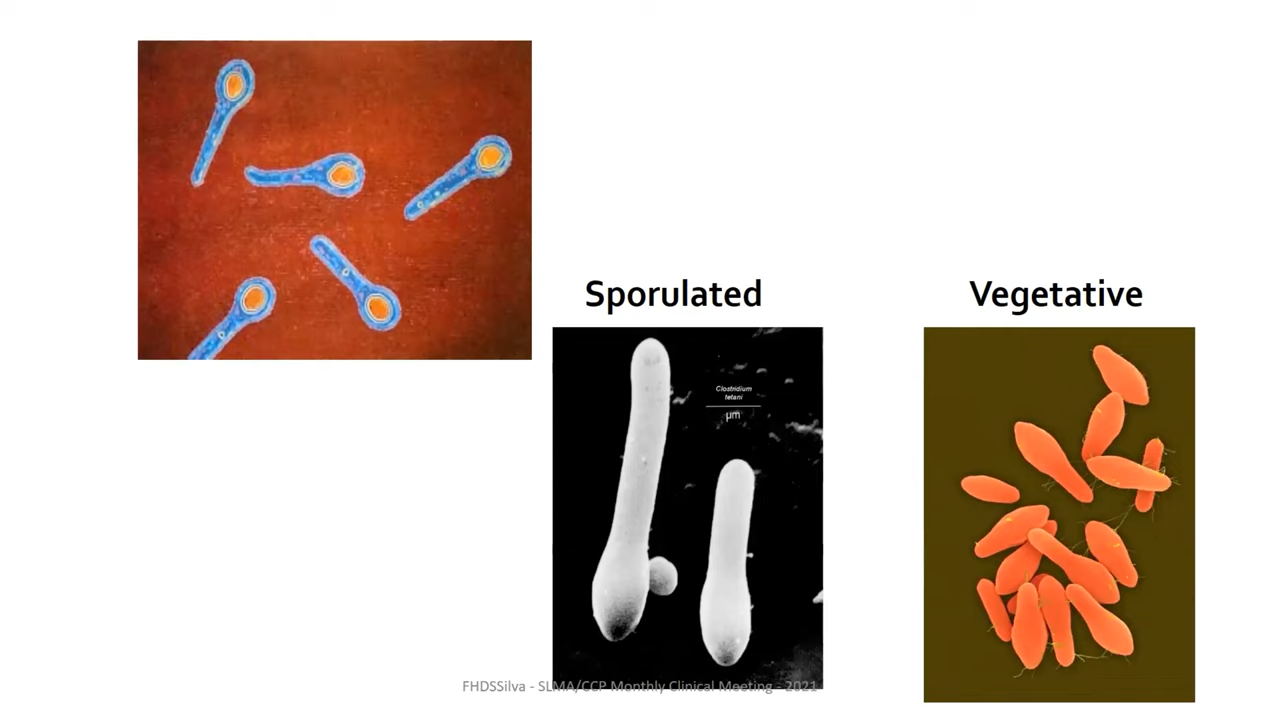 Sporulated
Vegetative
Clostridium
tetani
μm
FHDSSilva - SLMA/CCP Monthly Clinical Meeting - 2021